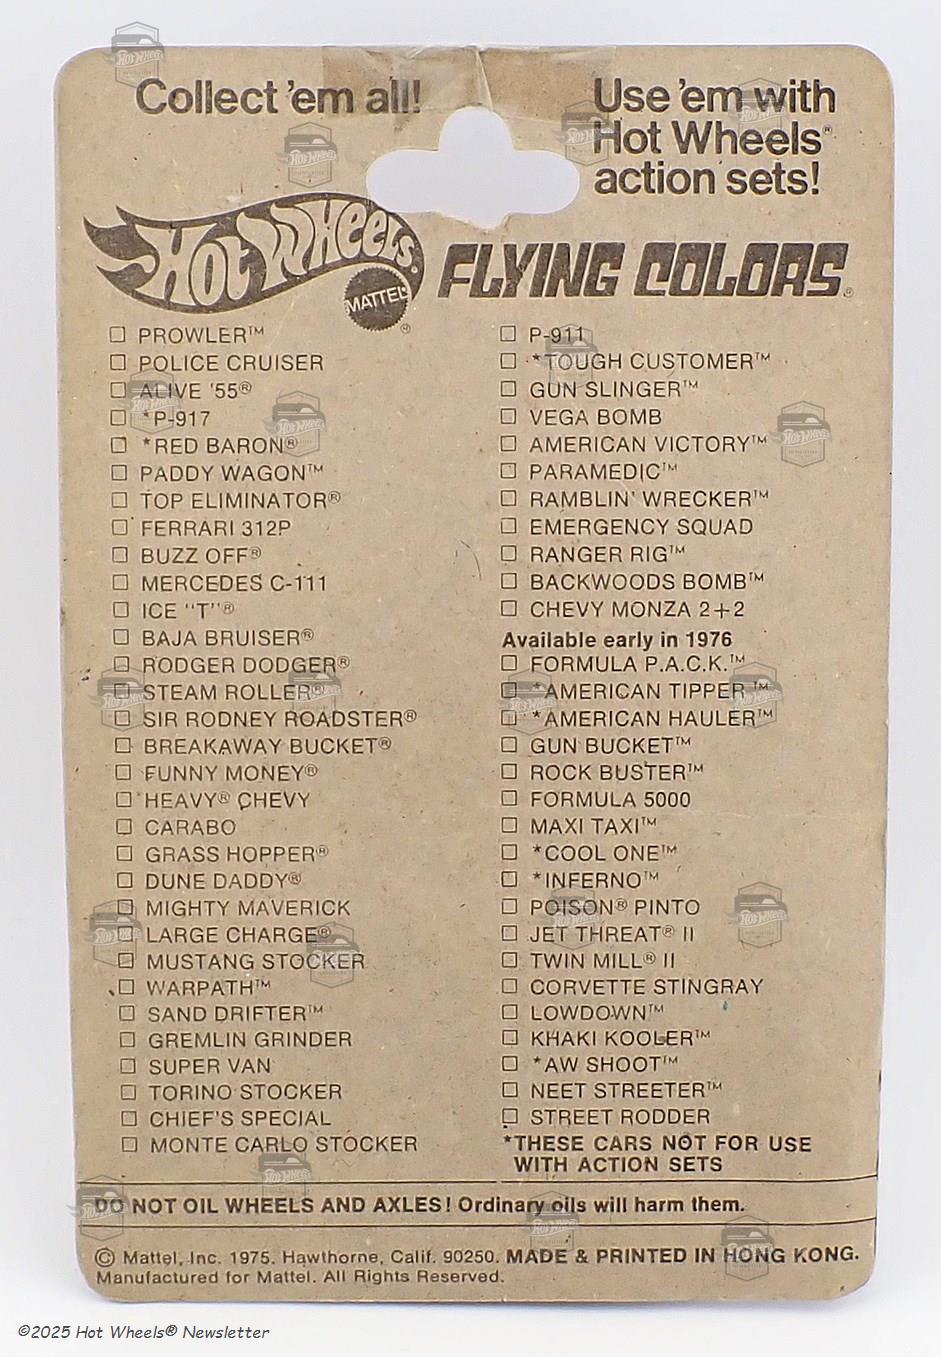 Collect 'em all!
Use 'em with
Hot Wheels®
action sets!
Hot Wheels®
MATTEL®
FLYING COLORS®
☐ PROWLER™
☐ POLICE CRUISER
☐ ALIVE '55®
☐ *P-917
☐ *RED BARON®
☐ PADDY WAGON™
☐ TOP ELIMINATOR®
☐ FERRARI 312P
☐ BUZZ OFF®
☐ MERCEDES C-111
☐ ICE "T"®
☐ BAJA BRUISER®
☐ RODGER DODGER®
☐ STEAM ROLLER®
☐ SIR RODNEY ROADSTER®
☐ BREAKAWAY BUCKET®
☐ FUNNY MONEY®
☐ HEAVY® CHEVY
☐ CARABO
☐ GRASS HOPPER®
☐ DUNE DADDY®
☐ MIGHTY MAVERICK
☐ LARGE CHARGE®
☐ MUSTANG STOCKER
☐ WARPATH™
☐ SAND DRIFTER™
☐ GREMLIN GRINDER
☐ SUPER VAN
☐ TORINO STOCKER
☐ CHIEF'S SPECIAL
☐ MONTE CARLO STOCKER
☐ P-911
☐ *TOUGH CUSTOMER™
☐ GUN SLINGER™
☐ VEGA BOMB
☐ AMERICAN VICTORY™
☐ PARAMEDIC™
☐ RAMBLIN' WRECKER™
☐ EMERGENCY SQUAD
☐ RANGER RIG™
☐ BACKWOODS BOMB™
☐ CHEVY MONZA 2+2
Available early in 1976
☐ FORMULA P.A.C.K.™
☐ *AMERICAN TIPPER™
☐ *AMERICAN HAULER™
☐ GUN BUCKET™
☐ ROCK BUSTER™
☐ FORMULA 5000
☐ MAXI TAXI™
☐ *COOL ONE™
☐ *INFERNO™
☐ POISON® PINTO
☐ JET THREAT® II
☐ TWIN MILL® II
☐ CORVETTE STINGRAY
☐ LOWDOWN™
☐ KHAKI KOOLER™
☐ *AW SHOOT™
☐ NEET STREETER™
☐ STREET RODDER
*THESE CARS NOT FOR USE
WITH ACTION SETS
DO NOT OIL WHEELS AND AXLES! Ordinary oils will harm them.
© Mattel, Inc. 1975. Hawthorne, Calif. 90250. MADE & PRINTED IN HONG KONG.
Manufactured for Mattel. All Rights Reserved.
©2025 Hot Wheels® Newsletter